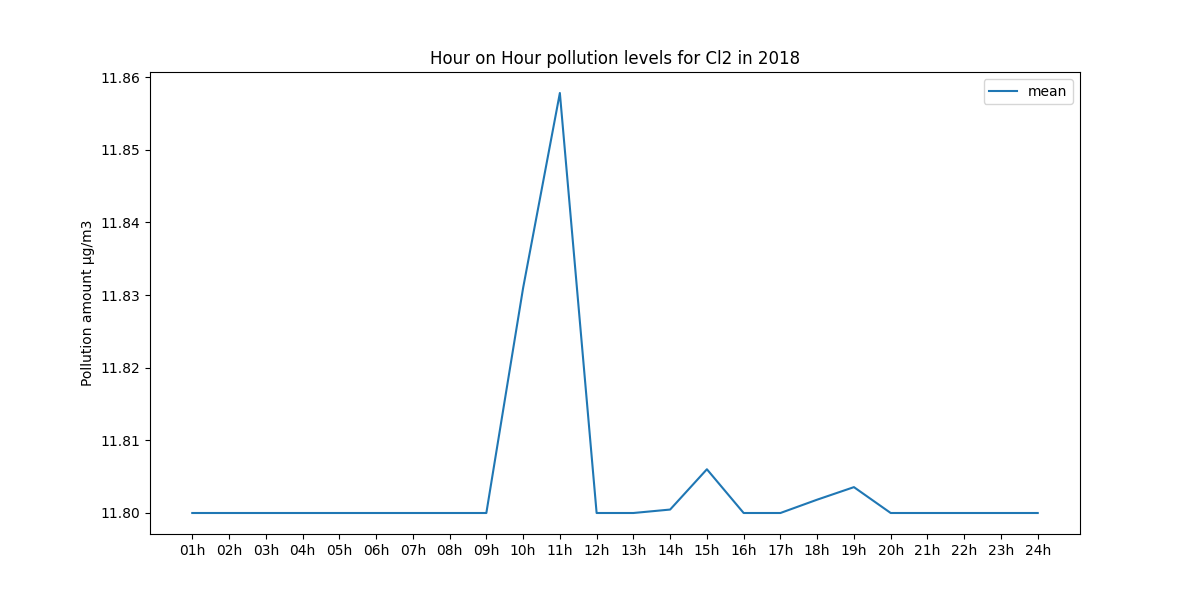 Hour on Hour pollution levels for Cl2 in 2018
mean
Pollution amount µg/m3
11.86
11.85
11.84
11.83
11.82
11.81
11.80
01h 02h 03h 04h 05h 06h 07h 08h 09h 10h 11h 12h 13h 14h 15h 16h 17h 18h 19h 20h 21h 22h 23h 24h